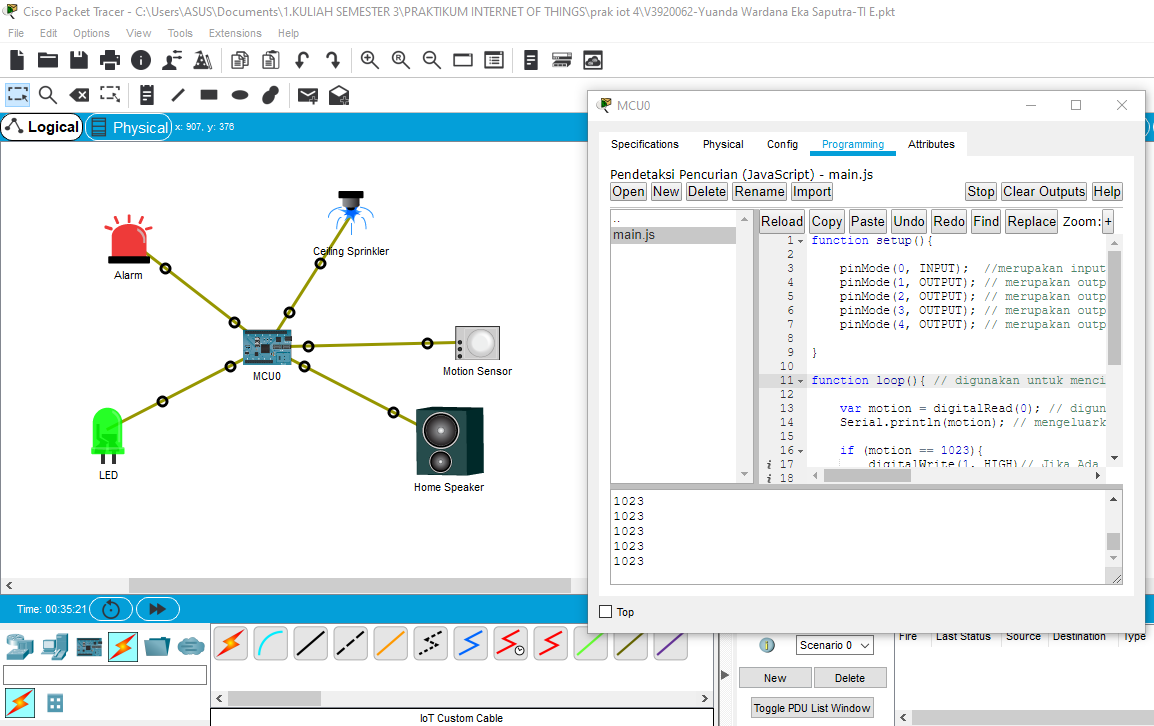 Cisco Packet Tracer - C:\Users\ASUS\Documents\1.KULIAH SEMESTER 3\PRAKTIKUM INTERNET OF THINGS\prak iot 4\V3920062-Yuanda Wardana Eka Saputra-TI E.pkt
File Edit Options View Tools Extensions Help
Logical Physical x: 907, y: 376
Alarm
Ceiling Sprinkler
MCU0
Motion Sensor
LED
Home Speaker
MCU0
Specifications Physical Config Programming Attributes
Pendetaksi Pencurian (JavaScript) - main.js
Open New Delete Rename Import Stop Clear Outputs Help
..
main.js
Reload Copy Paste Undo Redo Find Replace Zoom: +
1 function setup(){
2
3 pinMode(0, INPUT); //merupakan input
4 pinMode(1, OUTPUT); // merupakan outp
5 pinMode(2, OUTPUT); // merupakan outp
6 pinMode(3, OUTPUT); // merupakan outp
7 pinMode(4, OUTPUT); // merupakan outp
8
9 }
10
11 function loop(){ // digunakan untuk menci
12
13 var motion = digitalRead(0); // digun
14 Serial.println(motion); // mengeluark
15
16 if (motion == 1023){
17 digitalWrite(1, HIGH)// Jika Ada
18
1023
1023
1023
1023
1023
Top
Time: 00:35:21
IoT Custom Cable
Scenario 0
New Delete
Toggle PDU List Window
Fire Last Status Source Destination Type